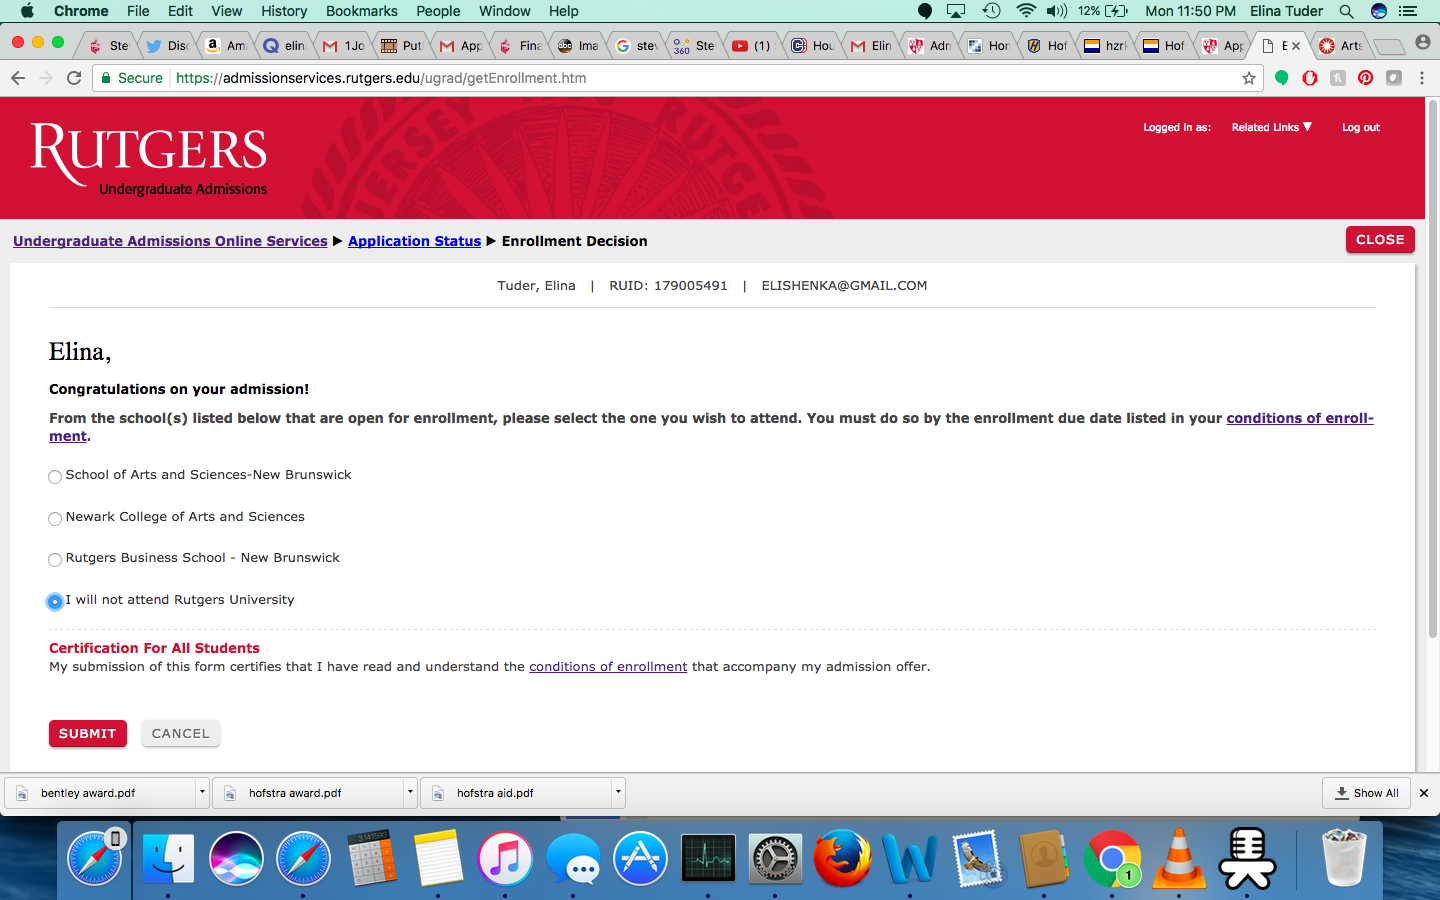 Chrome File Edit View History Bookmarks People Window Help 12% Mon 11:50 PM Elina Tuder
Ste Disc Ama elin 1Jo Putl App Fina Ima stev Ste (1) Hou Elin Adn Hor Hof hzrl Hof App E Arts
Secure https://admissionservices.rutgers.edu/ugrad/getEnrollment.htm
RUTGERS
Undergraduate Admissions
Logged in as: Related Links Log out
Undergraduate Admissions Online Services ▶ Application Status ▶ Enrollment Decision
CLOSE
Tuder, Elina | RUID: 179005491 | ELISHENKA@GMAIL.COM
Elina,
Congratulations on your admission!
From the school(s) listed below that are open for enrollment, please select the one you wish to attend. You must do so by the enrollment due date listed in your conditions of enroll-
ment.
School of Arts and Sciences-New Brunswick
Newark College of Arts and Sciences
Rutgers Business School - New Brunswick
I will not attend Rutgers University
Certification For All Students
My submission of this form certifies that I have read and understand the conditions of enrollment that accompany my admission offer.
SUBMIT CANCEL
bentley award.pdf hofstra award.pdf hofstra aid.pdf Show All